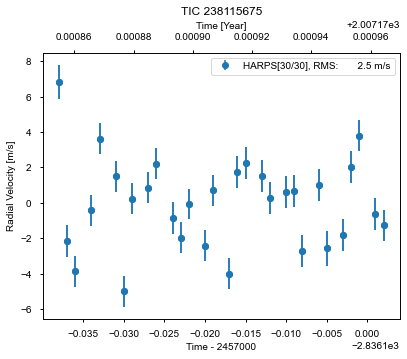 TIC 238115675
Time [Year]
+2.00717e3
0.00086 0.00088 0.00090 0.00092 0.00094 0.00096
HARPS[30/30], RMS: 2.5 m/s
8
6
4
2
0
−2
−4
−6
Radial Velocity [m/s]
−0.035 −0.030 −0.025 −0.020 −0.015 −0.010 −0.005 0.000
Time - 2457000
−2.8361e3